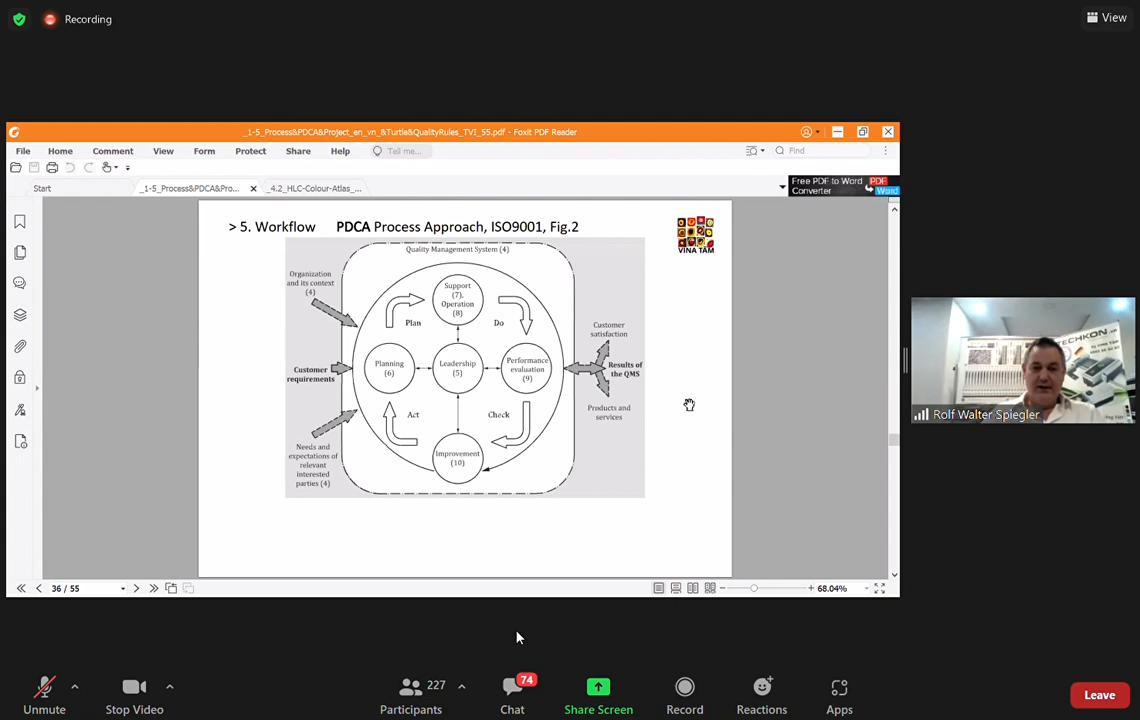 Recording
View
_1-5_Process&PDCA&Project_en_vn_&Turtle&QualityRules_TVI_55.pdf - Foxit PDF Reader
File Home Comment View Form Protect Share Help Tell me... Find
Start _1-5_Process&PDCA&Pro... _4.2_HLC-Colour-Atlas_...
Free PDF to Word PDF
Converter Word
> 5. Workflow PDCA Process Approach, ISO9001, Fig.2
VINA TAM
Quality Management System (4)
Organization
and its context
(4)
Support
(7),
Operation
(8)
Plan
Do
Customer
satisfaction
Planning
(6)
Leadership
(5)
Performance
evaluation
(9)
Customer
requirements
Results of
the QMS
Act
Check
Products and
services
Needs and
expectations of
relevant
interested
parties (4)
Improvement
(10)
TECHKON
Rolf Walter Spiegler
36 / 55
68.04%
Unmute
Stop Video
Participants 227
Chat 74
Share Screen
Record
Reactions
Apps
Leave